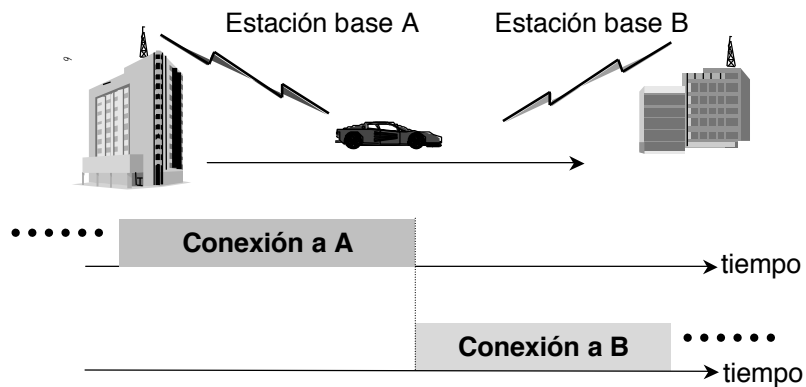 Estación base A
Estación base B
Conexión a A
tiempo
Conexión a B
tiempo